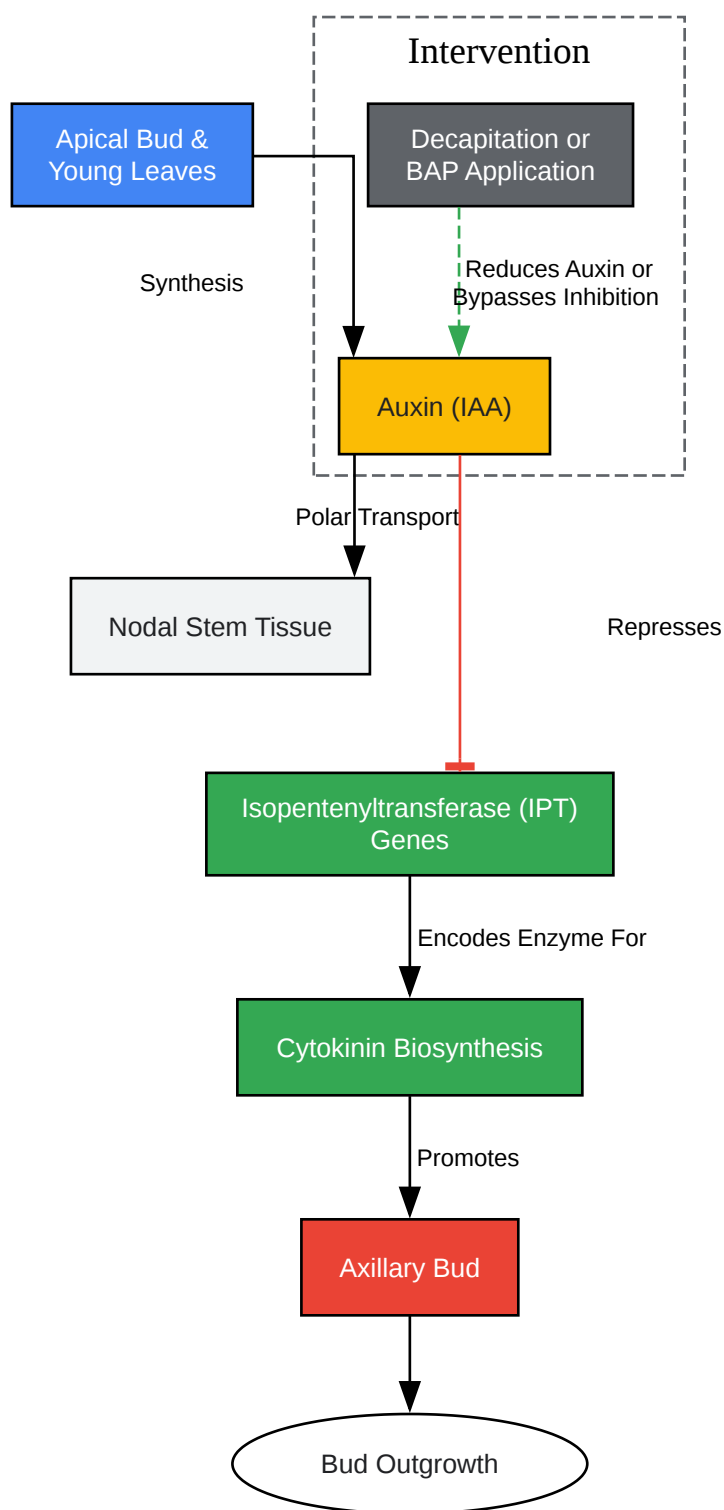 Intervention
Apical Bud &
Young Leaves
Decapitation or
BAP Application
Synthesis
Reduces Auxin or
Bypasses Inhibition
Auxin (IAA)
Polar Transport
Nodal Stem Tissue
Represses
Isopentenyltransferase (IPT)
Genes
Encodes Enzyme For
Cytokinin Biosynthesis
Promotes
Axillary Bud
Bud Outgrowth